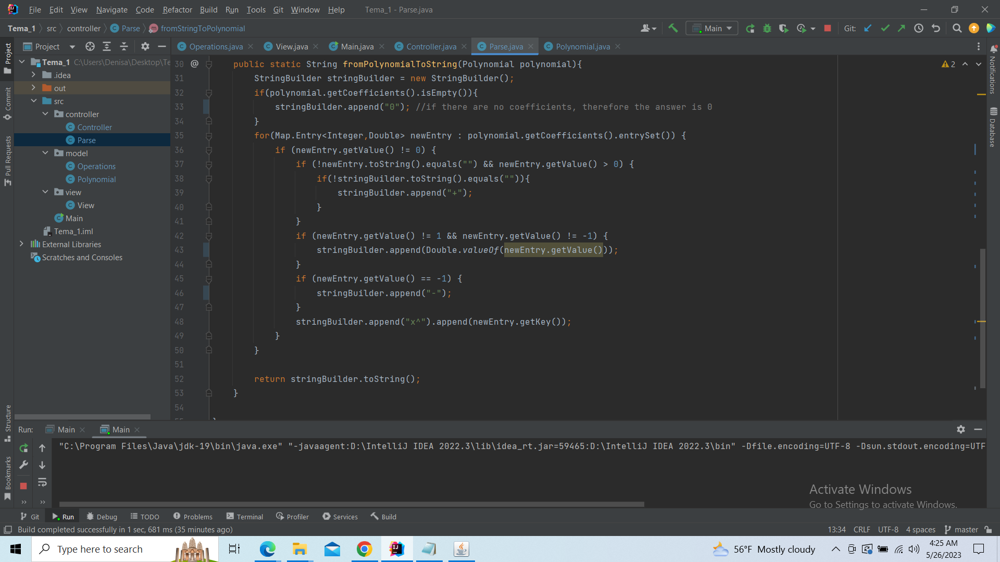 File Edit View Navigate Code Refactor Build Run Tools Git Window Help Tema_1 - Parse.java
Tema_1 src controller Parse fromStringToPolynomial Main Git:
Project
Operations.java View.java Main.java Controller.java Parse.java Polynomial.java
Project
Commit
Pull Requests
Structure
Bookmarks
Tema_1 C:\Users\Denisa\Desktop\Te
.idea
out
src
controller
Controller
Parse
model
Operations
Polynomial
view
View
Main
Tema_1.iml
External Libraries
Scratches and Consoles
30 @ public static String fromPolynomialToString(Polynomial polynomial){
31 StringBuilder stringBuilder = new StringBuilder();
32 if(polynomial.getCoefficients().isEmpty()){
33 stringBuilder.append("0"); //if there are no coefficients, therefore the answer is 0
34 }
35 for(Map.Entry<Integer,Double> newEntry : polynomial.getCoefficients().entrySet()) {
36 if (newEntry.getValue() != 0) {
37 if (!newEntry.toString().equals("") && newEntry.getValue() > 0) {
38 if(!stringBuilder.toString().equals("")){
39 stringBuilder.append("+");
40 }
41 }
42 if (newEntry.getValue() != 1 && newEntry.getValue() != -1) {
43 stringBuilder.append(Double.valueOf(newEntry.getValue()));
44 }
45 if (newEntry.getValue() == -1) {
46 stringBuilder.append("-");
47 }
48 stringBuilder.append("x^").append(newEntry.getKey());
49 }
50 }
51
52 return stringBuilder.toString();
53 }
54
2
Notifications
Database
Run: Main Main
"C:\Program Files\Java\jdk-19\bin\java.exe" "-javaagent:D:\IntelliJ IDEA 2022.3\lib\idea_rt.jar=59465:D:\IntelliJ IDEA 2022.3\bin" -Dfile.encoding=UTF-8 -Dsun.stdout.encoding=UTF
Activate Windows
Go to Settings to activate Windows.
Git Run Debug TODO Problems Terminal Profiler Services Build
Build completed successfully in 1 sec, 681 ms (35 minutes ago) 13:34 CRLF UTF-8 4 spaces master
Type here to search
56°F Mostly cloudy
4:25 AM
5/26/2023